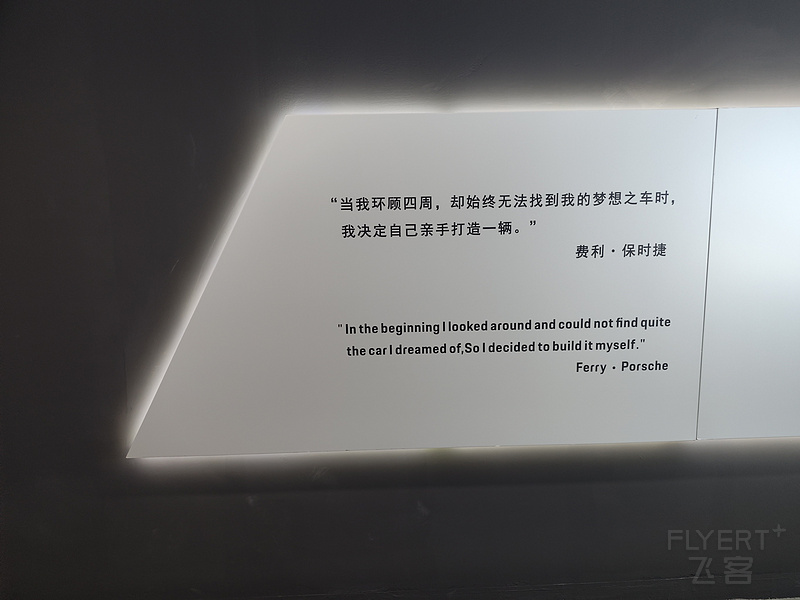 “当我环顾四周，却始终无法找到我的梦想之车时，
我决定自己亲手打造一辆。”
费利·保时捷
"In the beginning I looked around and could not find quite
the car I dreamed of,So I decided to build it myself."
Ferry · Porsche
FLYERT+
飞客